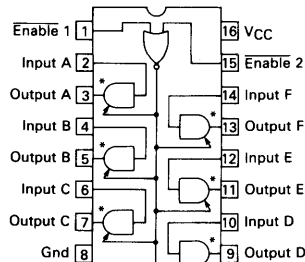 Enable 1 1
Input A 2
Output A 3
Input B 4
Output B 5
Input C 6
Output C 7
Gnd 8
16 VCC
15 Enable 2
14 Input F
13 Output F
12 Input E
11 Output E
10 Input D
9 Output D
*
*
*
*
*
*